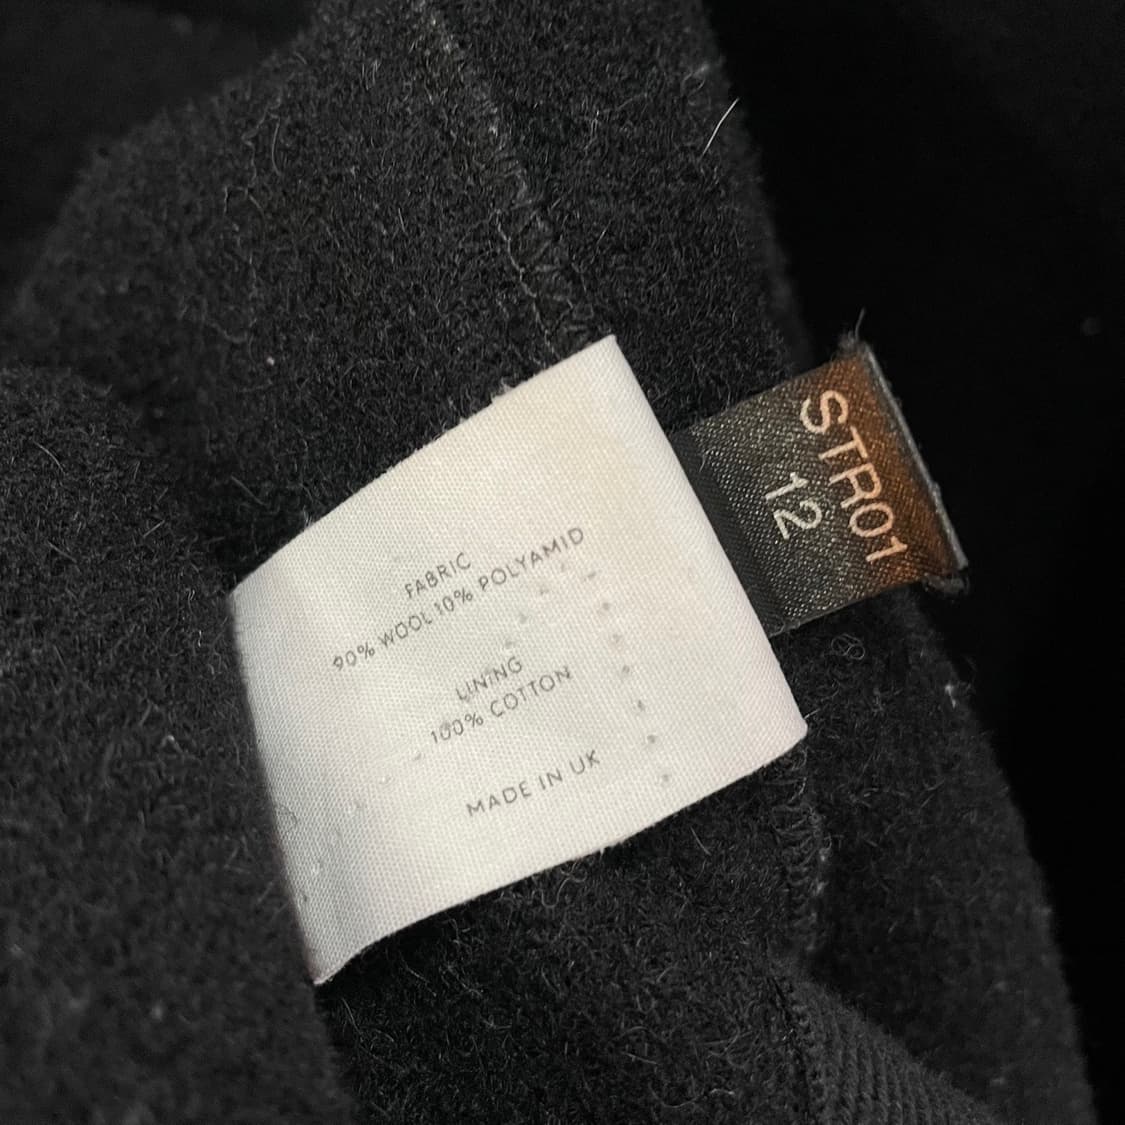 FABRIC
90% WOOL 10% POLYAMID
LINING
100% COTTON
MADE IN UK
STR01
12